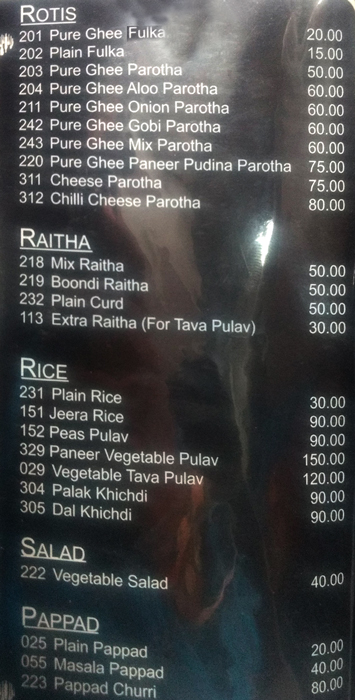 ROTIS
201 Pure Ghee Fulka 20.00
202 Plain Fulka 15.00
203 Pure Ghee Parotha 50.00
204 Pure Ghee Aloo Parotha 60.00
211 Pure Ghee Onion Parotha 60.00
242 Pure Ghee Gobi Parotha 60.00
243 Pure Ghee Mix Parotha 60.00
220 Pure Ghee Paneer Pudina Parotha 75.00
311 Cheese Parotha 75.00
312 Chilli Cheese Parotha 80.00
RAITHA
218 Mix Raitha 50.00
219 Boondi Raitha 50.00
232 Plain Curd 50.00
113 Extra Raitha (For Tava Pulav) 30.00
RICE
231 Plain Rice 30.00
151 Jeera Rice 90.00
152 Peas Pulav 90.00
329 Paneer Vegetable Pulav 150.00
029 Vegetable Tava Pulav 120.00
304 Palak Khichdi 90.00
305 Dal Khichdi 90.00
SALAD
222 Vegetable Salad 40.00
PAPPAD
025 Plain Pappad 20.00
055 Masala Pappad 40.00
223 Pappad Churri 80.00